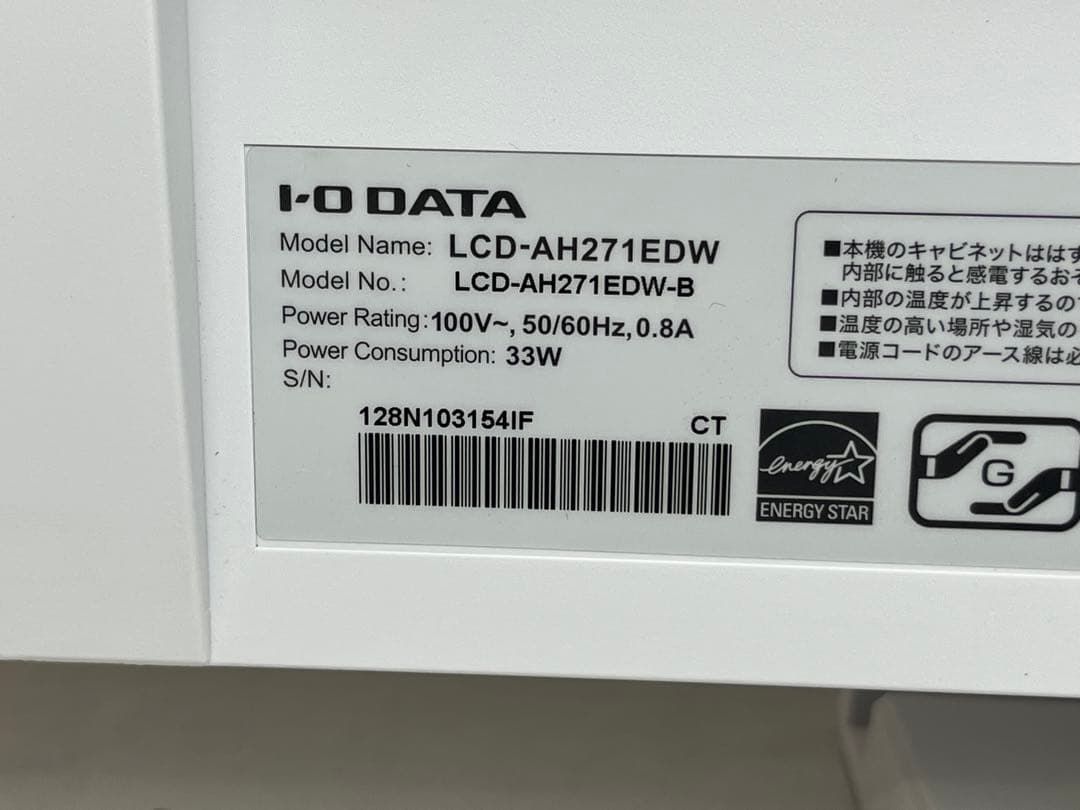 I-O DATA
Model Name: LCD-AH271EDW
Model No.: LCD-AH271EDW-B
Power Rating:100V~, 50/60Hz, 0.8A
Power Consumption: 33W
S/N:
128N103154IF CT
■本機のキャビネットははず
内部に触ると感電するおそ
■内部の温度が上昇するの
■温度の高い場所や湿気の
■電源コードのアース線は必
energy
ENERGY STAR
G